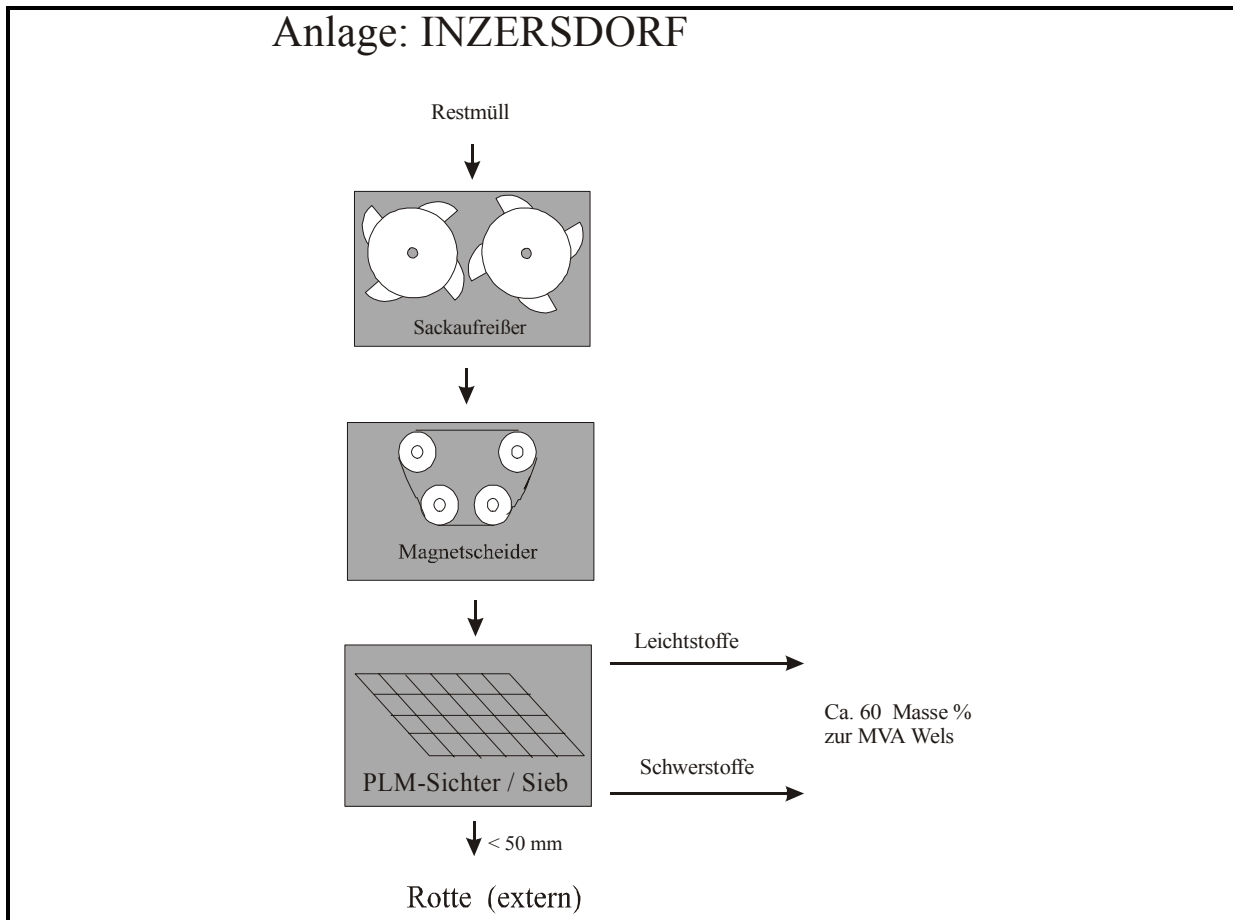 Anlage: INZERSDORF
Restmüll
Sackaufreißer
Magnetscheider
Leichtstoffe
Ca. 60 Masse %
zur MVA Wels
Schwerstoffe
PLM-Sichter / Sieb
< 50 mm
Rotte (extern)